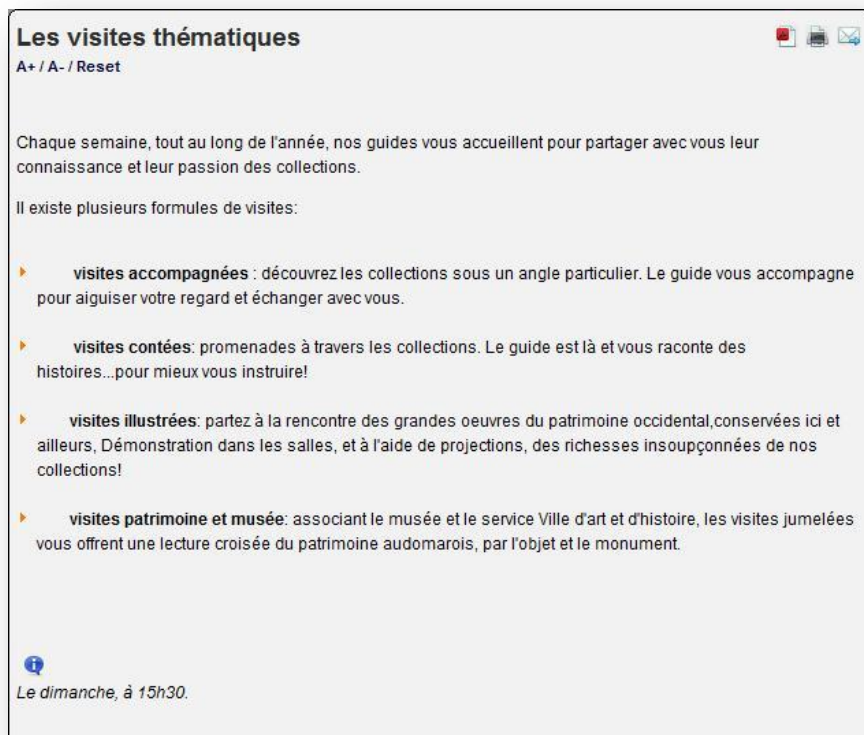 Les visites thématiques
A+ / A- / Reset
Chaque semaine, tout au long de l'année, nos guides vous accueillent pour partager avec vous leur
connaissance et leur passion des collections.
Il existe plusieurs formules de visites:
visites accompagnées : découvrez les collections sous un angle particulier. Le guide vous accompagne
pour aiguiser votre regard et échanger avec vous.
visites contées: promenades à travers les collections. Le guide est là et vous raconte des
histoires...pour mieux vous instruire!
visites illustrées: partez à la rencontre des grandes oeuvres du patrimoine occidental,conservées ici et
ailleurs, Démonstration dans les salles, et à l'aide de projections, des richesses insoupçonnées de nos
collections!
visites patrimoine et musée: associant le musée et le service Ville d'art et d'histoire, les visites jumelées
vous offrent une lecture croisée du patrimoine audomarois, par l'objet et le monument.
Le dimanche, à 15h30.